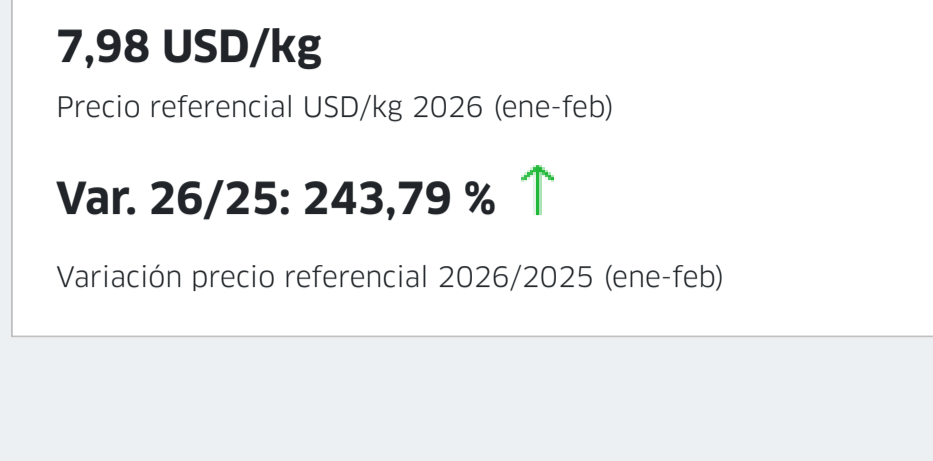 7,98 USD/kg
Precio referencial USD/kg 2026 (ene-feb)
Var. 26/25: 243,79 %
Variación precio referencial 2026/2025 (ene-feb)